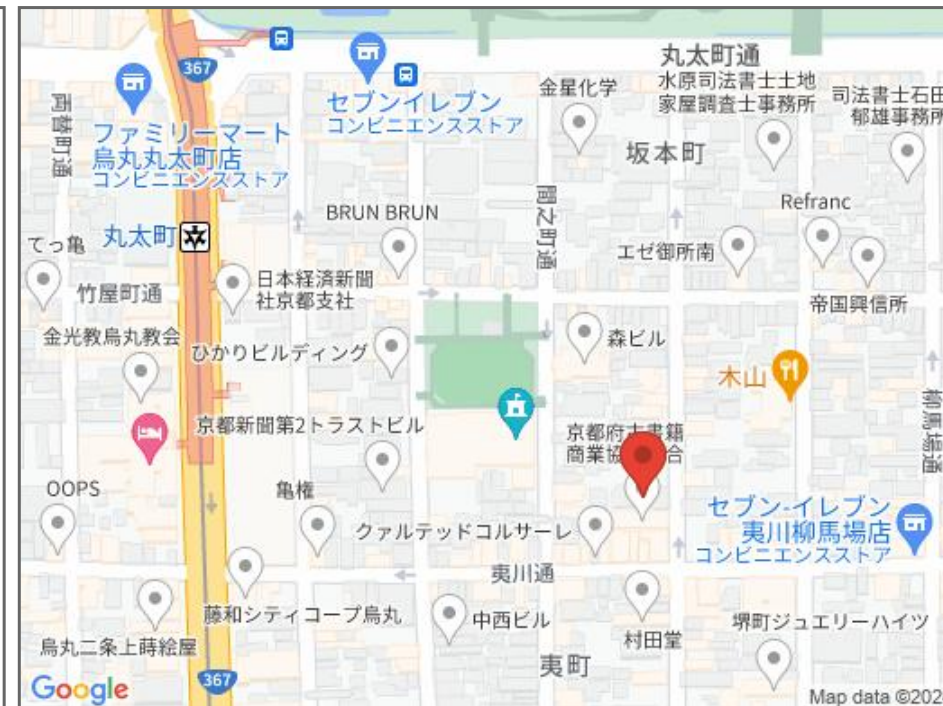 367
丸太町通
金星化学
水原司法書士土地
家屋調査士事務所
司法書士石田
郁雄事務所
両替町通
ファミリーマート
烏丸丸太町店
コンビニエンスストア
セブンイレブン
コンビニエンスストア
坂本町
間之町通
BRUN BRUN
Refranc
丸太町
てっ亀
エゼ御所南
日本経済新聞
社京都支社
竹屋町通
帝国興信所
金光教烏丸教会
ひかりビルディング
森ビル
木山
柳馬場通
京都新聞第2トラストビル
京都府古書籍
商業協
合
OOPS
亀権
クァルテッドコルサーレ
セブン-イレブン
夷川柳馬場店
コンビニエンスストア
夷川通
藤和シティコープ烏丸
中西ビル
村田堂
堺町ジュエリーハイツ
烏丸二条上蒔絵屋
夷町
367
Google
Map data ©202